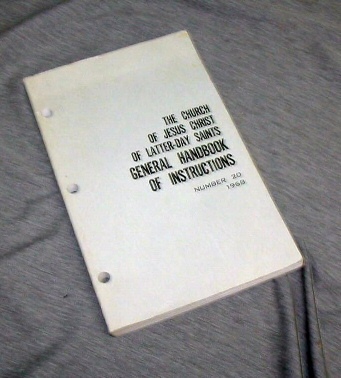 THE CHURCH
OF JESUS CHRIST
OF LATTER-DAY SAINTS
GENERAL HANDBOOK
OF INSTRUCTIONS
NUMBER 20
1968